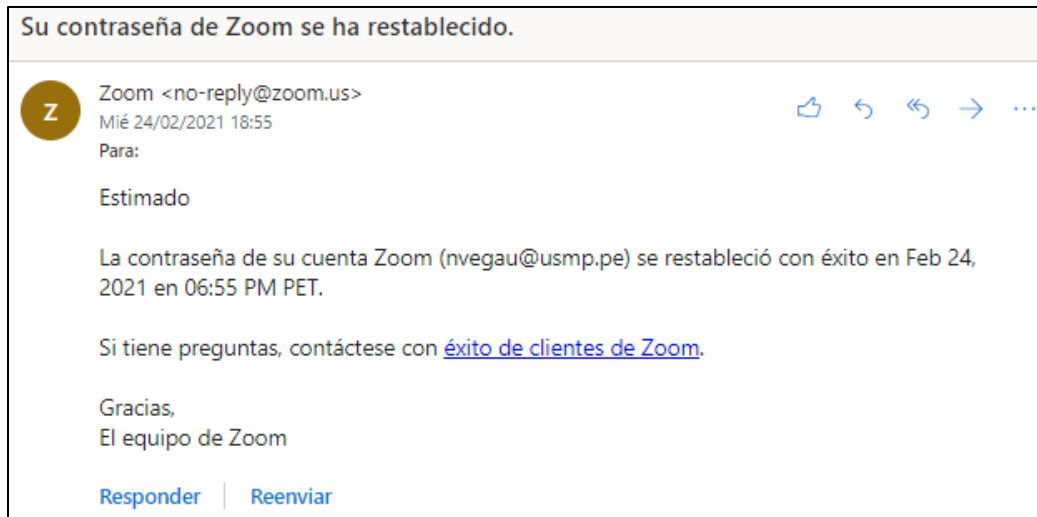 Su contraseña de Zoom se ha restablecido.
Z
Zoom <no-reply@zoom.us>
Mié 24/02/2021 18:55
Para:
Estimado
La contraseña de su cuenta Zoom (nvegau@usmp.pe) se restableció con éxito en Feb 24,
2021 en 06:55 PM PET.
Si tiene preguntas, contáctese con éxito de clientes de Zoom.
Gracias,
El equipo de Zoom
Responder | Reenviar